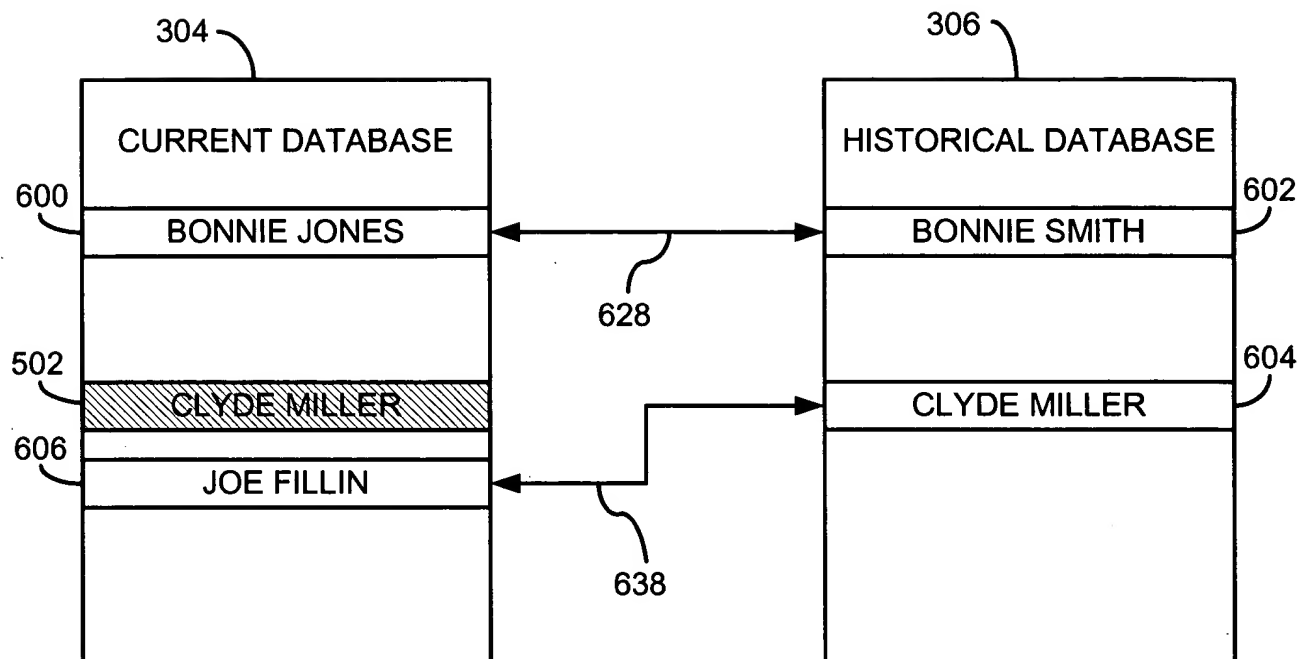 304
306
CURRENT DATABASE
HISTORICAL DATABASE
600
BONNIE JONES
BONNIE SMITH
602
628
502
CLYDE MILLER
CLYDE MILLER
604
606
JOE FILLIN
638